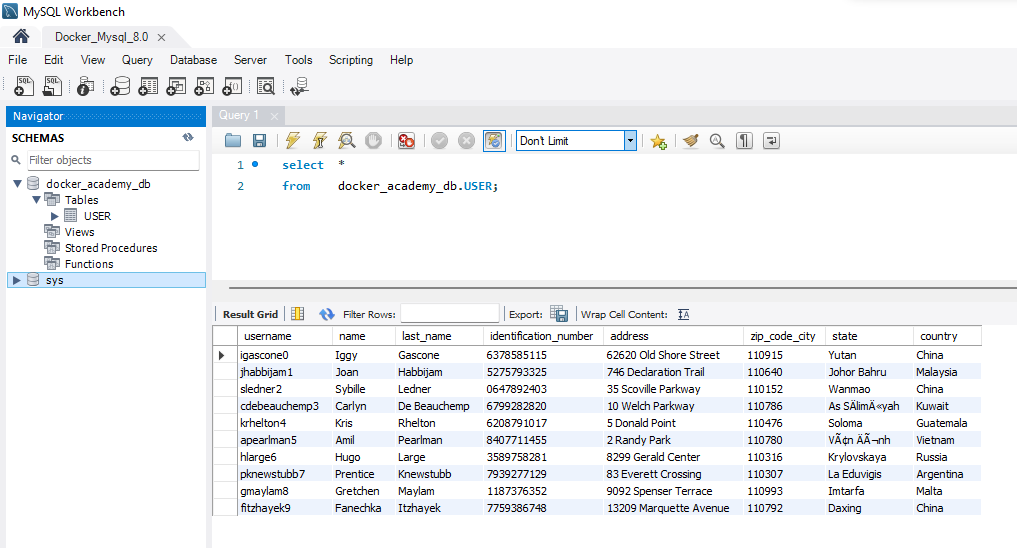 MySQL Workbench
Docker_Mysql_8.0
File Edit View Query Database Server Tools Scripting Help
Navigator
SCHEMAS
Filter objects
docker_academy_db
Tables
USER
Views
Stored Procedures
Functions
sys
Query 1
Don't Limit
1 select *
2 from docker_academy_db.USER;
Result Grid Filter Rows: Export: Wrap Cell Content:
username name last_name identification_number address zip_code_city state country
igascone0 Iggy Gascone 6378585115 62620 Old Shore Street 110915 Yutan China
jhabbijam1 Joan Habbijam 5275793325 746 Declaration Trail 110640 Johor Bahru Malaysia
sledner2 Sybille Ledner 0647892403 35 Scoville Parkway 110152 Wanmao China
cdebeauchemp3 Carlyn De Beauchemp 6799282820 10 Welch Parkway 110786 As SÄlimÄ«yah Kuwait
krhelton4 Kris Rhelton 6208791017 5 Donald Point 110476 Soloma Guatemala
apearlman5 Amil Pearlman 8407711455 2 Randy Park 110780 VÃ¢n ÄÃ¬nh Vietnam
hlarge6 Hugo Large 3589758281 8299 Gerald Center 110316 Krylovskaya Russia
pknewstubb7 Prentice Knewstubb 7939277129 83 Everett Crossing 110307 La Eduvigis Argentina
gmaylam8 Gretchen Maylam 1187376352 9092 Spenser Terrace 110993 Imtarfa Malta
fitzhayek9 Fanechka Itzhayek 7759386748 13209 Marquette Avenue 110792 Daxing China